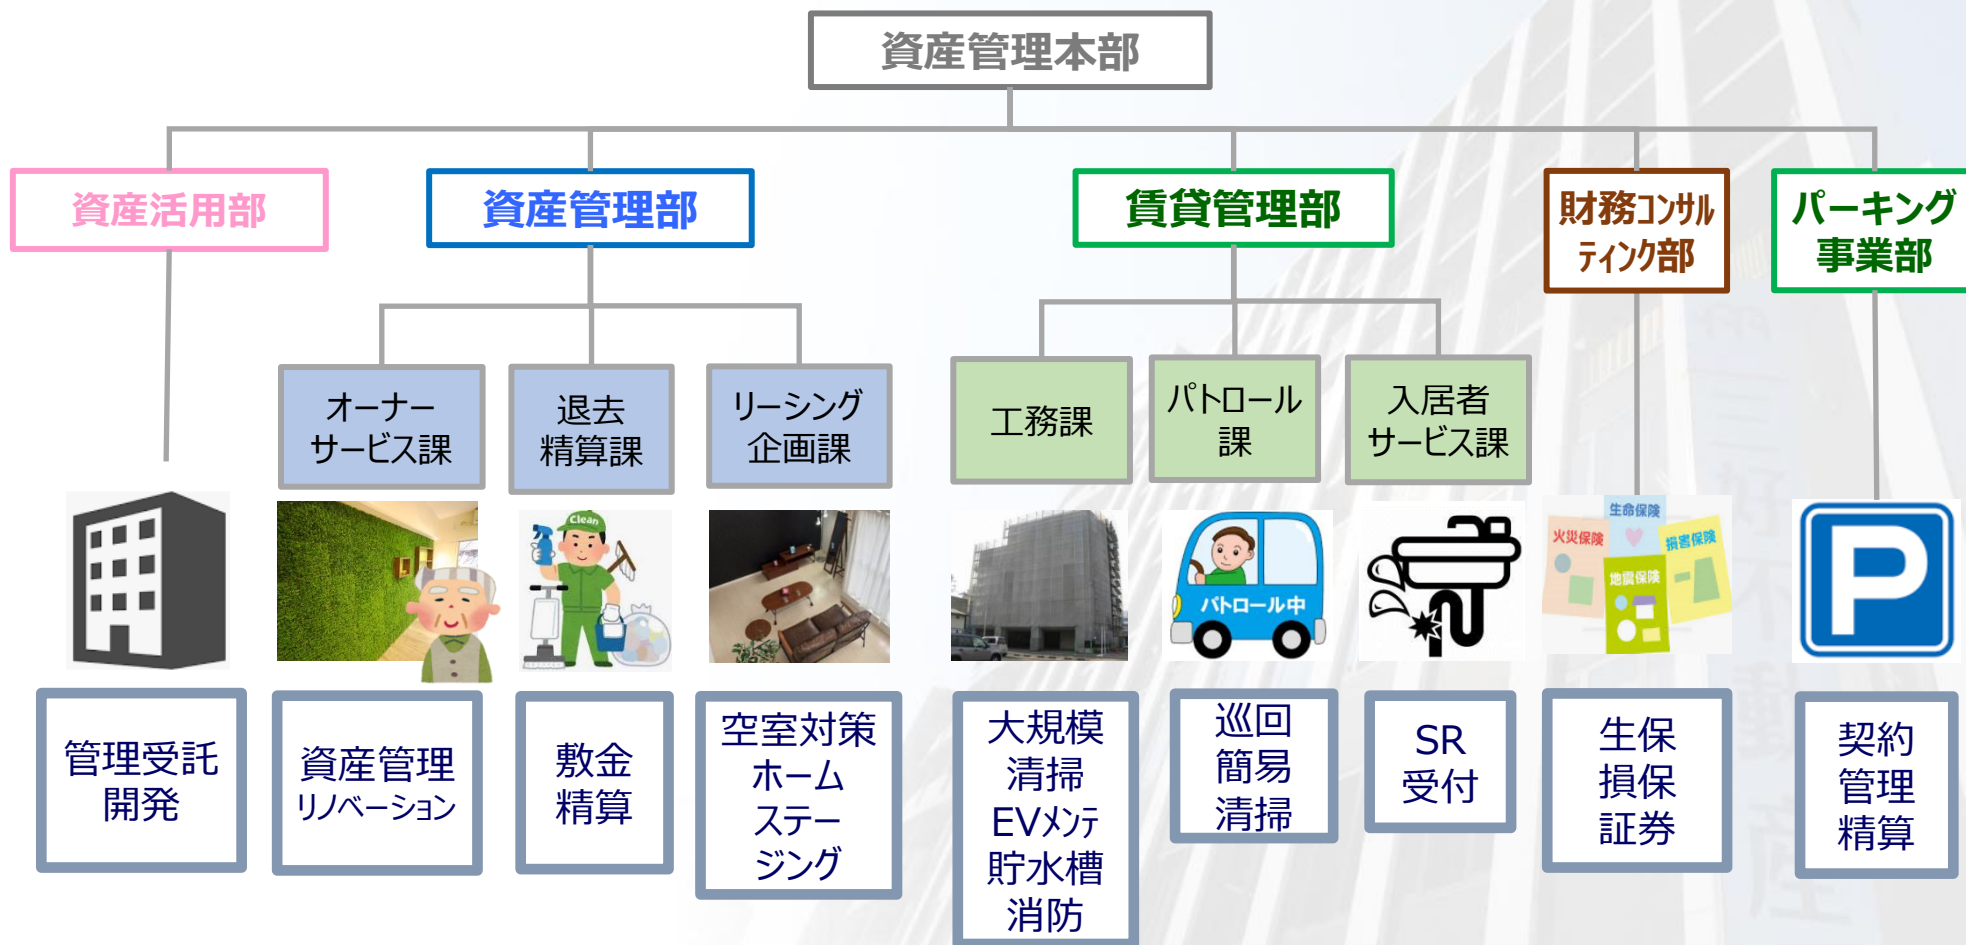 資産管理本部
資産活用部
資産管理部
賃貸管理部
財務コンサル
ティンク部
パーキング
事業部
オーナー
サービス課
退去
精算課
リーシング
企画課
工務課
パトロール
課
入居者
サービス課
Clean
パトロール中
生命保険
火災保険
損害保険
地震保険
P
管理受託
開発
資産管理
リノベーション
敷金
精算
空室対策
ホーム
ステー
ジング
大規模
清掃
EVメンテ
貯水槽
消防
巡回
簡易
清掃
SR
受付
生保
損保
証券
契約
管理
精算